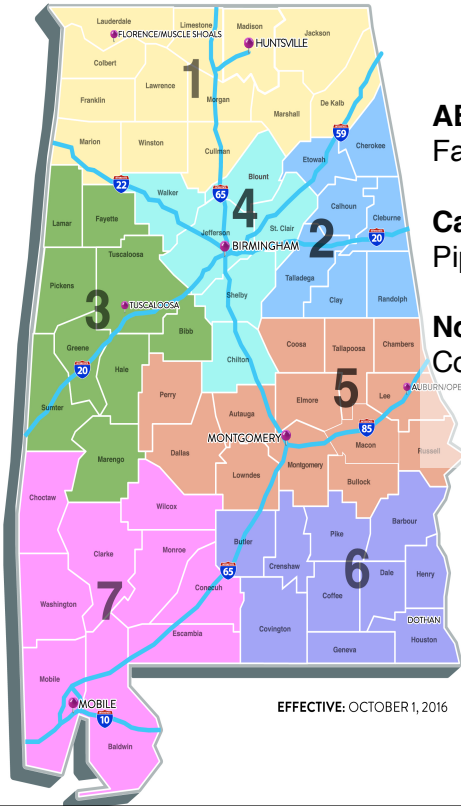 Lauderdale
Limestone
Madison
Jackson
FLORENCE/MUSCLE SHOALS
HUNTSVILLE
Colbert
Lawrence
1
Franklin
Morgan
Marshall
De Kalb
AB
Fa
Marion
Winston
Cullman
59
Cherokee
Etowah
22
Walker
65
Blount
4
Lamar
Fayette
Jefferson
St. Clair
Calhoun
Cleburne
2
20
Ca
Pip
BIRMINGHAM
Tuscaloosa
Pickens
Talladega
Shelby
Clay
Randolph
3
TUSCALOOSA
Bibb
No
Co
Greene
Hale
20
Chilton
Coosa
Tallapoosa
Chambers
5
AUBURN/OPE
Sumter
Perry
Autauga
Elmore
Lee
MONTGOMERY
85
Macon
Russell
Marengo
Dallas
Lowndes
Montgomery
Bullock
Choctaw
Wilcox
Clarke
Monroe
Butler
Pike
Barbour
65
Crenshaw
6
Dale
Henry
Conecuh
Coffee
7
Washington
DOTHAN
Covington
Houston
Escambia
Geneva
Mobile
MOBILE
10
Baldwin
EFFECTIVE: OCTOBER 1, 2016